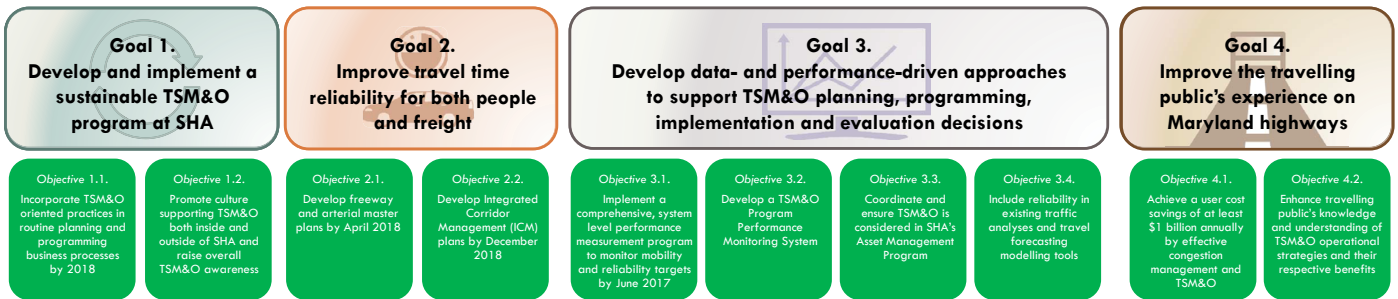 Goal 1.
Develop and implement a
sustainable TSM&O
program at SHA
Goal 2.
Improve travel time
reliability for both people
and freight
Goal 3.
Develop data- and performance-driven approaches
to support TSM&O planning, programming,
implementation and evaluation decisions
Goal 4.
Improve the travelling
public's experience on
Maryland highways
Objective 1.1.
Incorporate TSM&O
oriented practices in
routine planning and
programming
business processes
by 2018
Objective 1.2.
Promote culture
supporting TSM&O
both inside and
outside of SHA and
raise overall
TSM&O awareness
Objective 2.1.
Develop freeway
and arterial master
plans by April 2018
Objective 2.2.
Develop Integrated
Corridor
Management (ICM)
plans by December
2018
Objective 3.1.
Implement a
comprehensive, system
level performance
measurement program
to monitor mobility
and reliability targets
by June 2017
Objective 3.2.
Develop a TSM&O
Program
Performance
Monitoring System
Objective 3.3.
Coordinate and
ensure TSM&O is
considered in SHA's
Asset Management
Program
Objective 3.4.
Include reliability in
existing traffic
analyses and travel
forecasting
modelling tools
Objective 4.1.
Achieve a user cost
savings of at least
$1 billion annually
by effective
congestion
management and
TSM&O
Objective 4.2.
Enhance travelling
public's knowledge
and understanding of
TSM&O operational
strategies and their
respective benefits